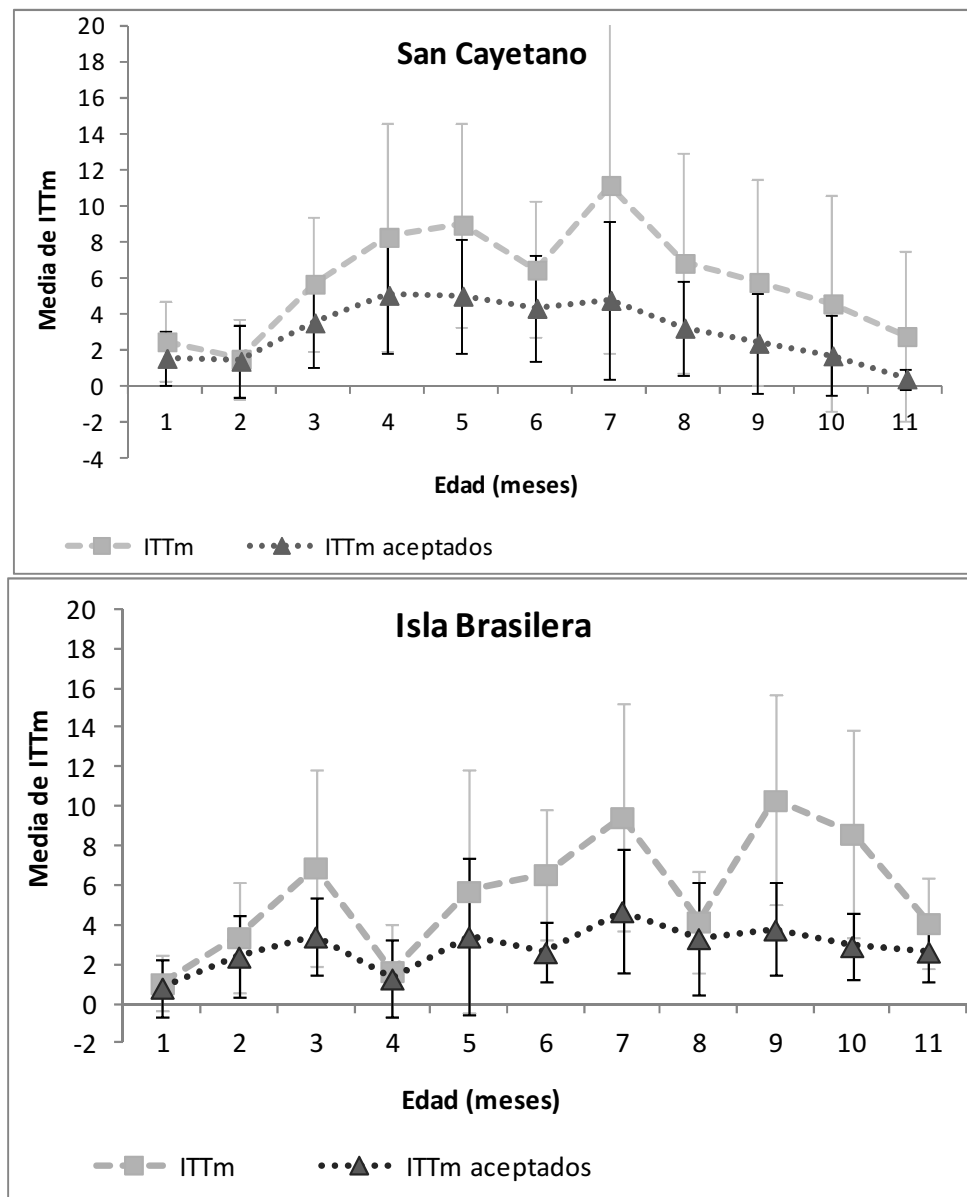 San Cayetano
Media de ITTm
20
18
16
14
12
10
8
6
4
2
0
-2
-4
1 2 3 4 5 6 7 8 9 10 11
Edad (meses)
ITTm ITTm aceptados
Isla Brasilera
Media de ITTm
20
18
16
14
12
10
8
6
4
2
0
-2
1 2 3 4 5 6 7 8 9 10 11
Edad (meses)
ITTm ITTm aceptados